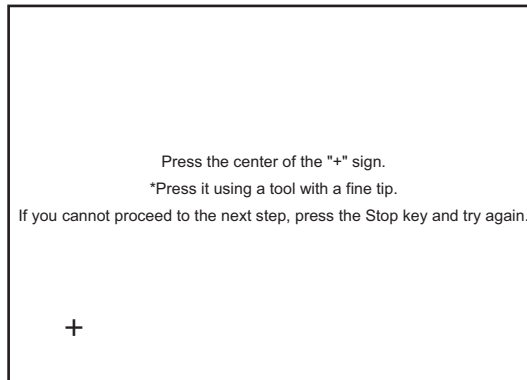 Press the center of the "+" sign.
*Press it using a tool with a fine tip.
If you cannot proceed to the next step, press the Stop key and try again.
+